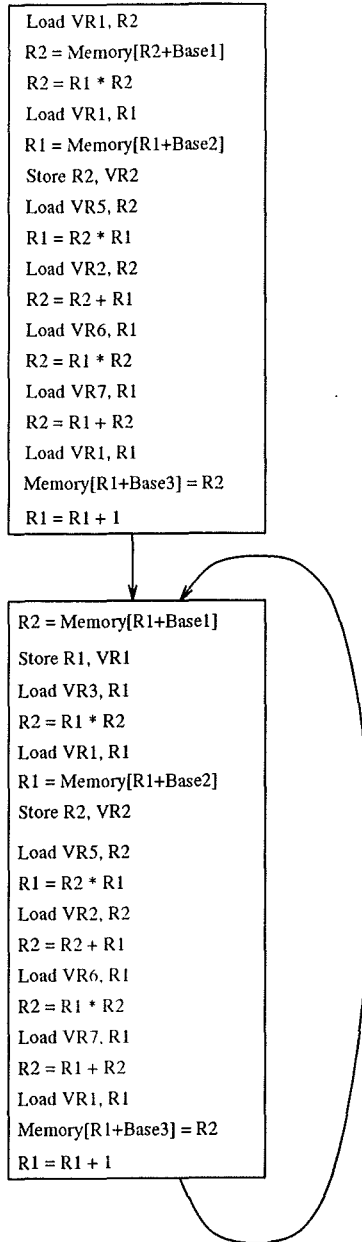 Load VR1, R2
R2 = Memory[R2+Base1]
R2 = R1 * R2
Load VR1, R1
R1 = Memory[R1+Base2]
Store R2, VR2
Load VR5, R2
R1 = R2 * R1
Load VR2, R2
R2 = R2 + R1
Load VR6, R1
R2 = R1 * R2
Load VR7, R1
R2 = R1 + R2
Load VR1, R1
Memory[R1+Base3] = R2
R1 = R1 + 1
R2 = Memory[R1+Base1]
Store R1, VR1
Load VR3, R1
R2 = R1 * R2
Load VR1, R1
R1 = Memory[R1+Base2]
Store R2, VR2
Load VR5, R2
R1 = R2 * R1
Load VR2, R2
R2 = R2 + R1
Load VR6, R1
R2 = R1 * R2
Load VR7, R1
R2 = R1 + R2
Load VR1, R1
Memory[R1+Base3] = R2
R1 = R1 + 1